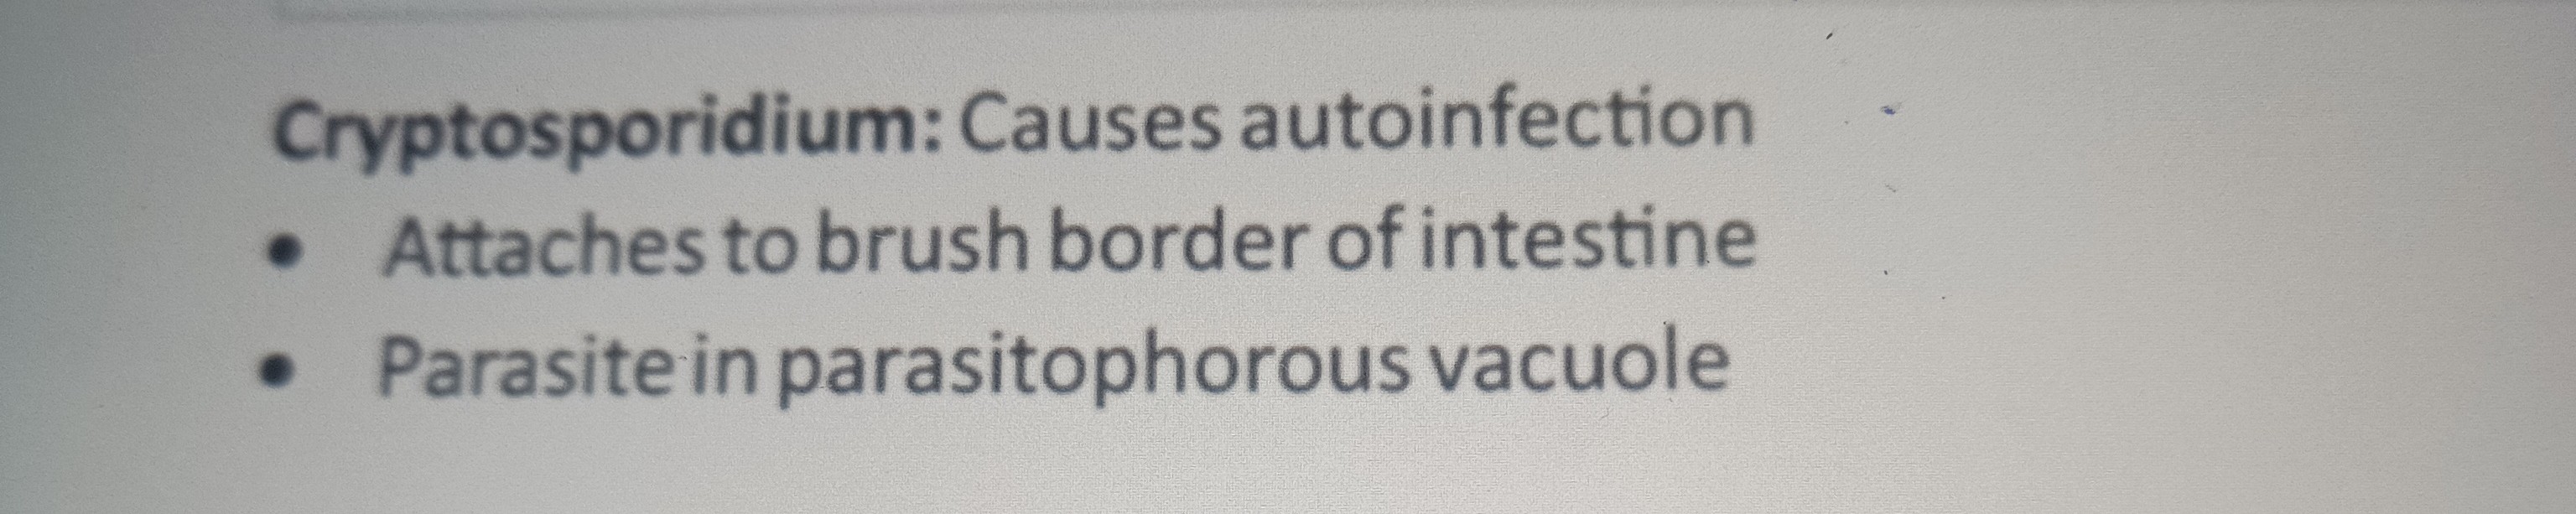 Cryptosporidium: Causes autoinfection
• Attaches to brush border of intestine
• Parasite in parasitophorous vacuole